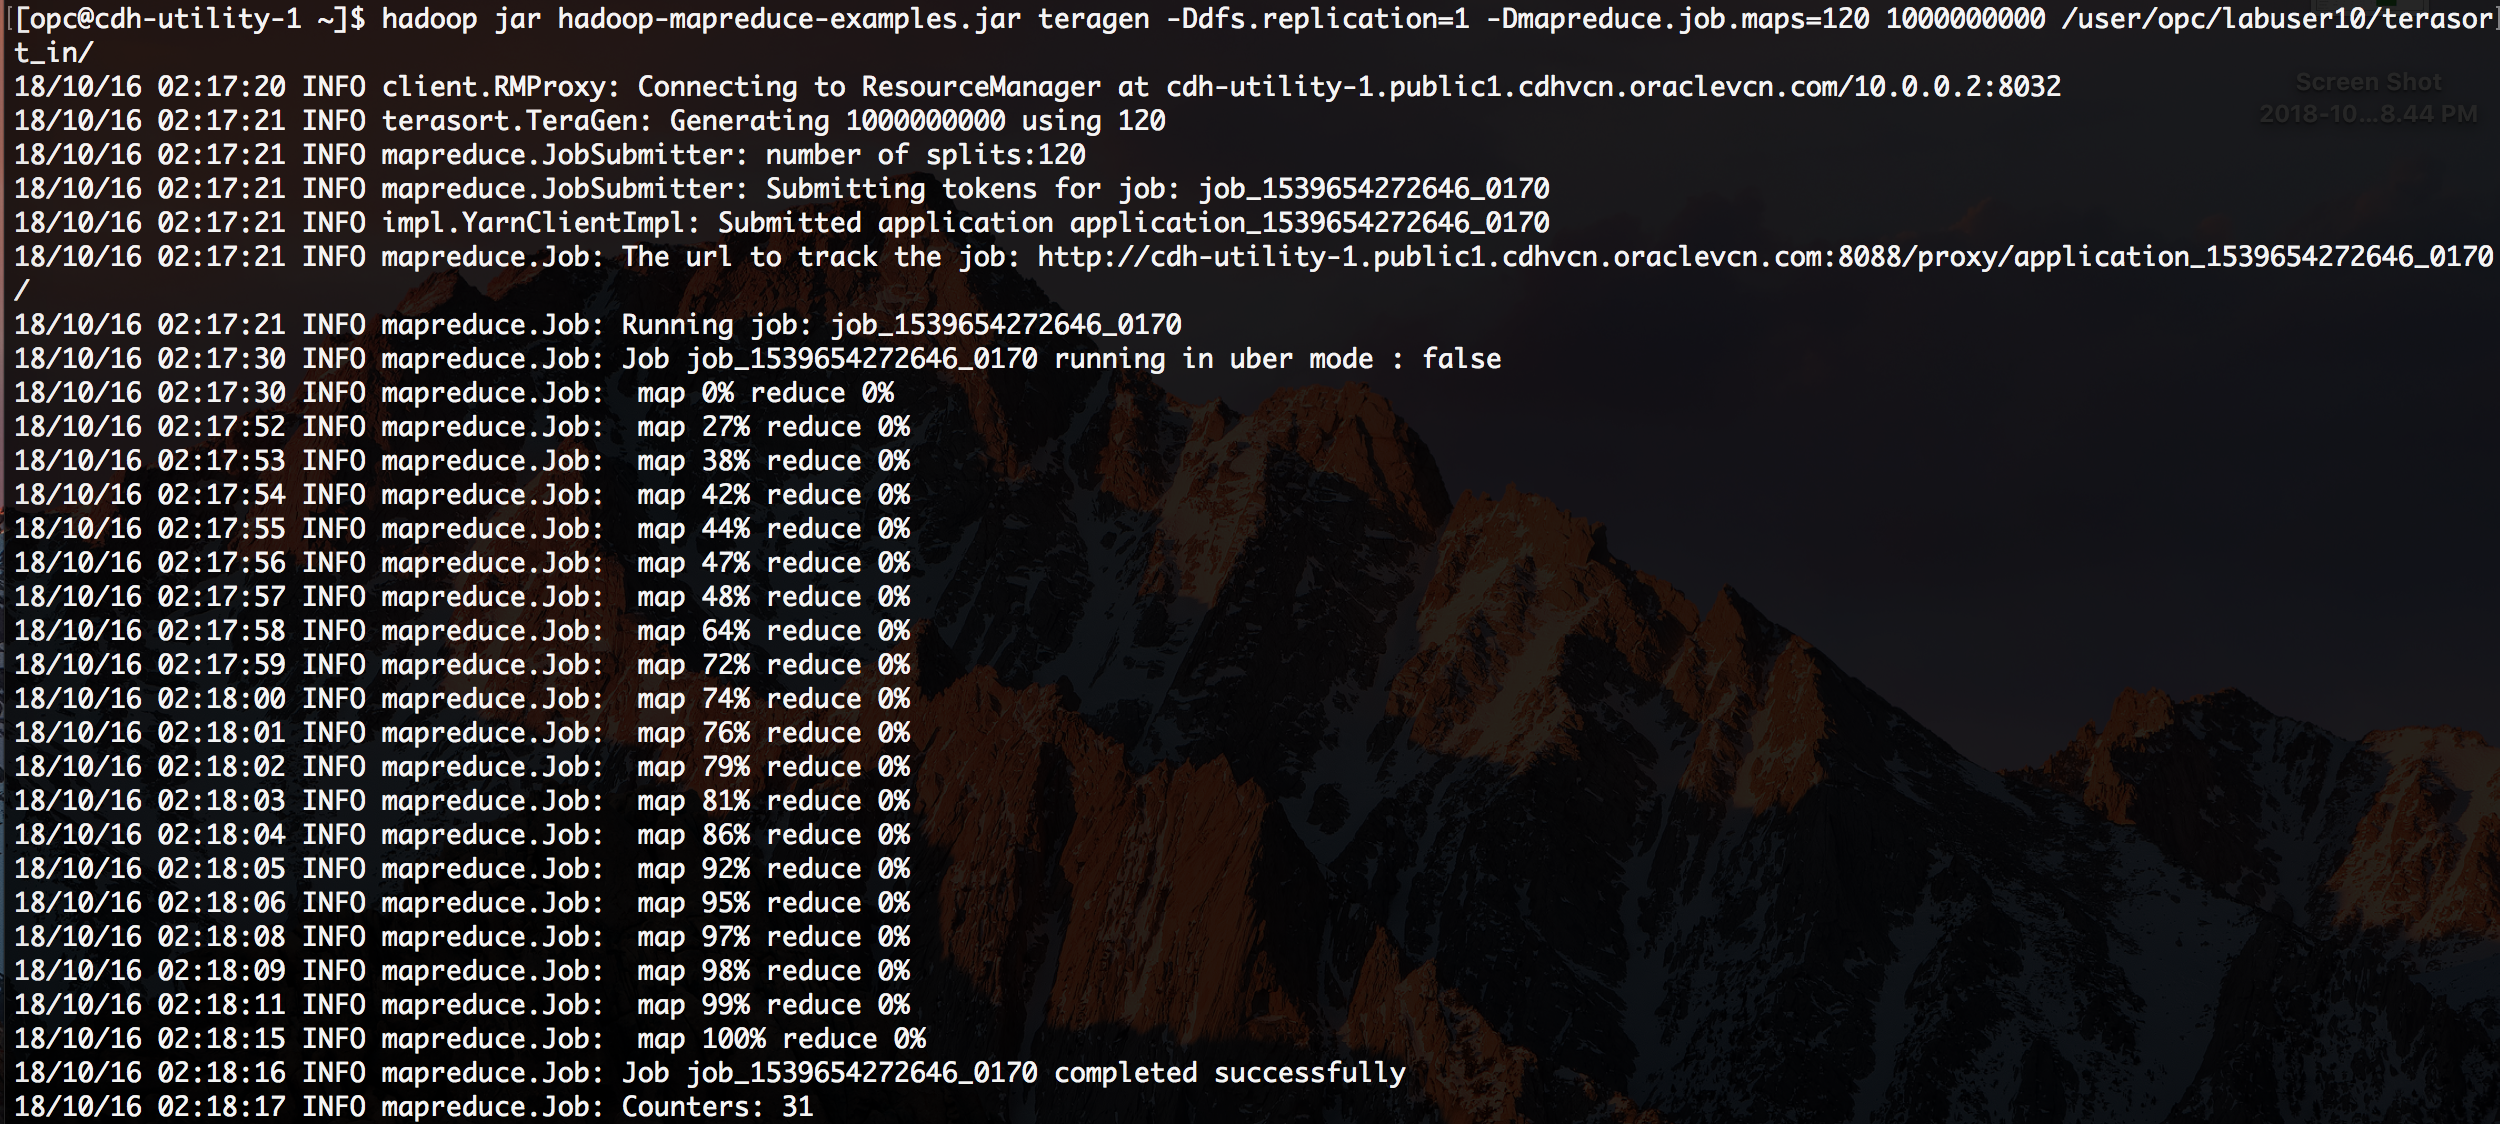 [opc@cdh-utility-1 ~]$ hadoop jar hadoop-mapreduce-examples.jar teragen -Ddfs.replication=1 -Dmapreduce.job.maps=120 1000000000 /user/opc/labuser10/terasor
t_in/
18/10/16 02:17:20 INFO client.RMProxy: Connecting to ResourceManager at cdh-utility-1.public1.cdhvcn.oraclevcn.com/10.0.0.2:8032
Screen Shot
2018-10...8.44 PM
18/10/16 02:17:21 INFO terasort.TeraGen: Generating 1000000000 using 120
18/10/16 02:17:21 INFO mapreduce.JobSubmitter: number of splits:120
18/10/16 02:17:21 INFO mapreduce.JobSubmitter: Submitting tokens for job: job_1539654272646_0170
18/10/16 02:17:21 INFO impl.YarnClientImpl: Submitted application application_1539654272646_0170
18/10/16 02:17:21 INFO mapreduce.Job: The url to track the job: http://cdh-utility-1.public1.cdhvcn.oraclevcn.com:8088/proxy/application_1539654272646_0170
/
18/10/16 02:17:21 INFO mapreduce.Job: Running job: job_1539654272646_0170
18/10/16 02:17:30 INFO mapreduce.Job: Job job_1539654272646_0170 running in uber mode : false
18/10/16 02:17:30 INFO mapreduce.Job:  map 0% reduce 0%
18/10/16 02:17:52 INFO mapreduce.Job:  map 27% reduce 0%
18/10/16 02:17:53 INFO mapreduce.Job:  map 38% reduce 0%
18/10/16 02:17:54 INFO mapreduce.Job:  map 42% reduce 0%
18/10/16 02:17:55 INFO mapreduce.Job:  map 44% reduce 0%
18/10/16 02:17:56 INFO mapreduce.Job:  map 47% reduce 0%
18/10/16 02:17:57 INFO mapreduce.Job:  map 48% reduce 0%
18/10/16 02:17:58 INFO mapreduce.Job:  map 64% reduce 0%
18/10/16 02:17:59 INFO mapreduce.Job:  map 72% reduce 0%
18/10/16 02:18:00 INFO mapreduce.Job:  map 74% reduce 0%
18/10/16 02:18:01 INFO mapreduce.Job:  map 76% reduce 0%
18/10/16 02:18:02 INFO mapreduce.Job:  map 79% reduce 0%
18/10/16 02:18:03 INFO mapreduce.Job:  map 81% reduce 0%
18/10/16 02:18:04 INFO mapreduce.Job:  map 86% reduce 0%
18/10/16 02:18:05 INFO mapreduce.Job:  map 92% reduce 0%
18/10/16 02:18:06 INFO mapreduce.Job:  map 95% reduce 0%
18/10/16 02:18:08 INFO mapreduce.Job:  map 97% reduce 0%
18/10/16 02:18:09 INFO mapreduce.Job:  map 98% reduce 0%
18/10/16 02:18:11 INFO mapreduce.Job:  map 99% reduce 0%
18/10/16 02:18:15 INFO mapreduce.Job:  map 100% reduce 0%
18/10/16 02:18:16 INFO mapreduce.Job: Job job_1539654272646_0170 completed successfully
18/10/16 02:18:17 INFO mapreduce.Job: Counters: 31